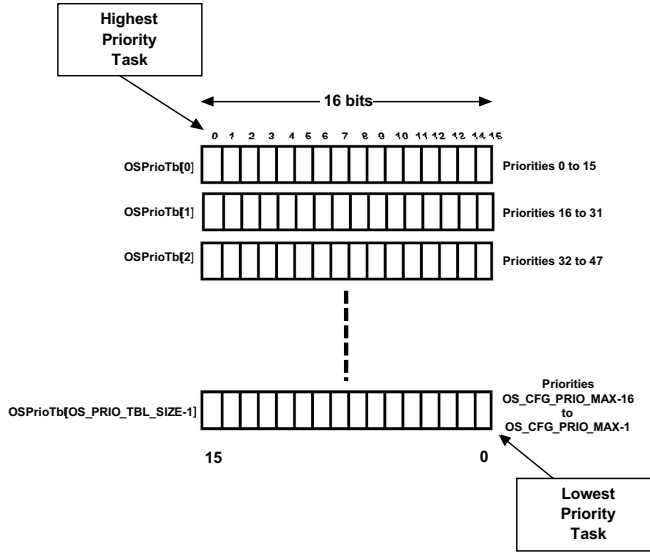 Highest
Priority
Task
16 bits
0 1 2 3 4 5 6 7 8 9 10 11 12 13 14 15
OSPrioTbl[0] Priorities 0 to 15
OSPrioTbl[1] Priorities 16 to 31
OSPrioTbl[2] Priorities 32 to 47
Priorities
OSPrioTbl[OS_PRIO_TBL_SIZE-1] OS_CFG_PRIO_MAX-16
to
OS_CFG_PRIO_MAX-1
15 0
Lowest
Priority
Task